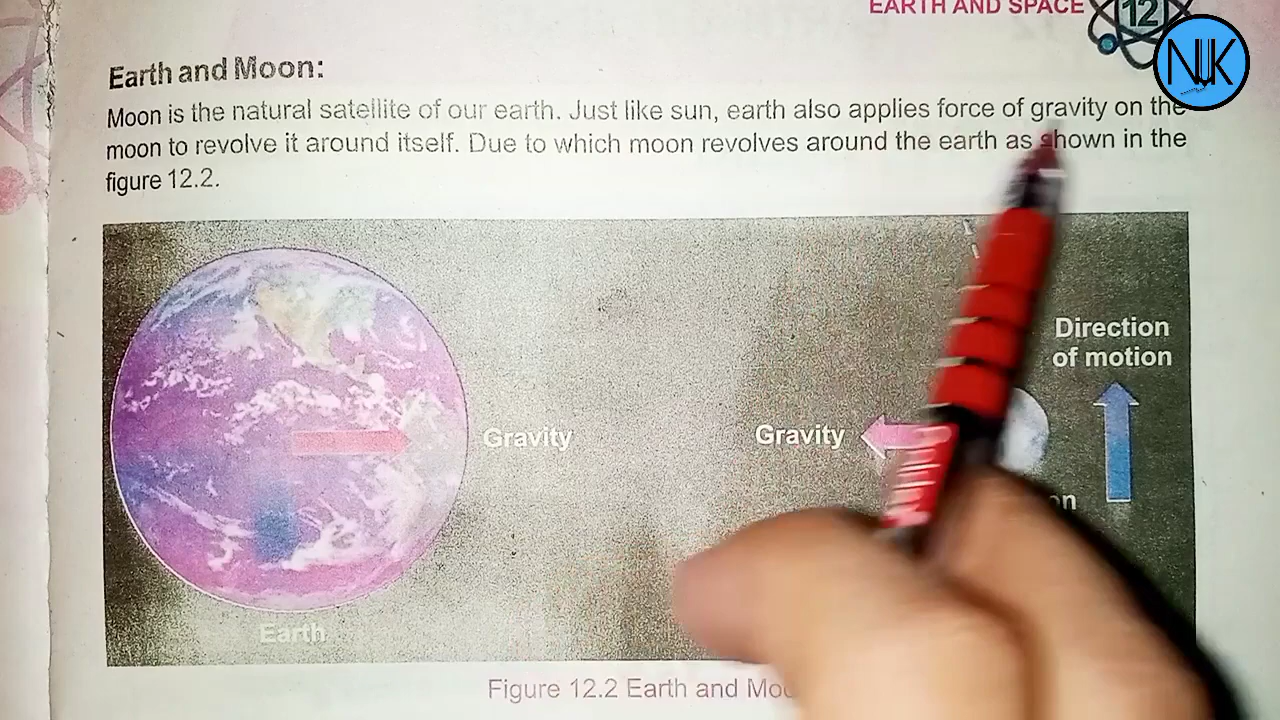 EARTH AND SPACE
12
NJK
Earth and Moon:
Moon is the natural satellite of our earth. Just like sun, earth also applies force of gravity on the
moon to revolve it around itself. Due to which moon revolves around the earth as shown in the
figure 12.2.
Direction
of motion
Gravity
Gravity
Earth
Figure 12.2 Earth and